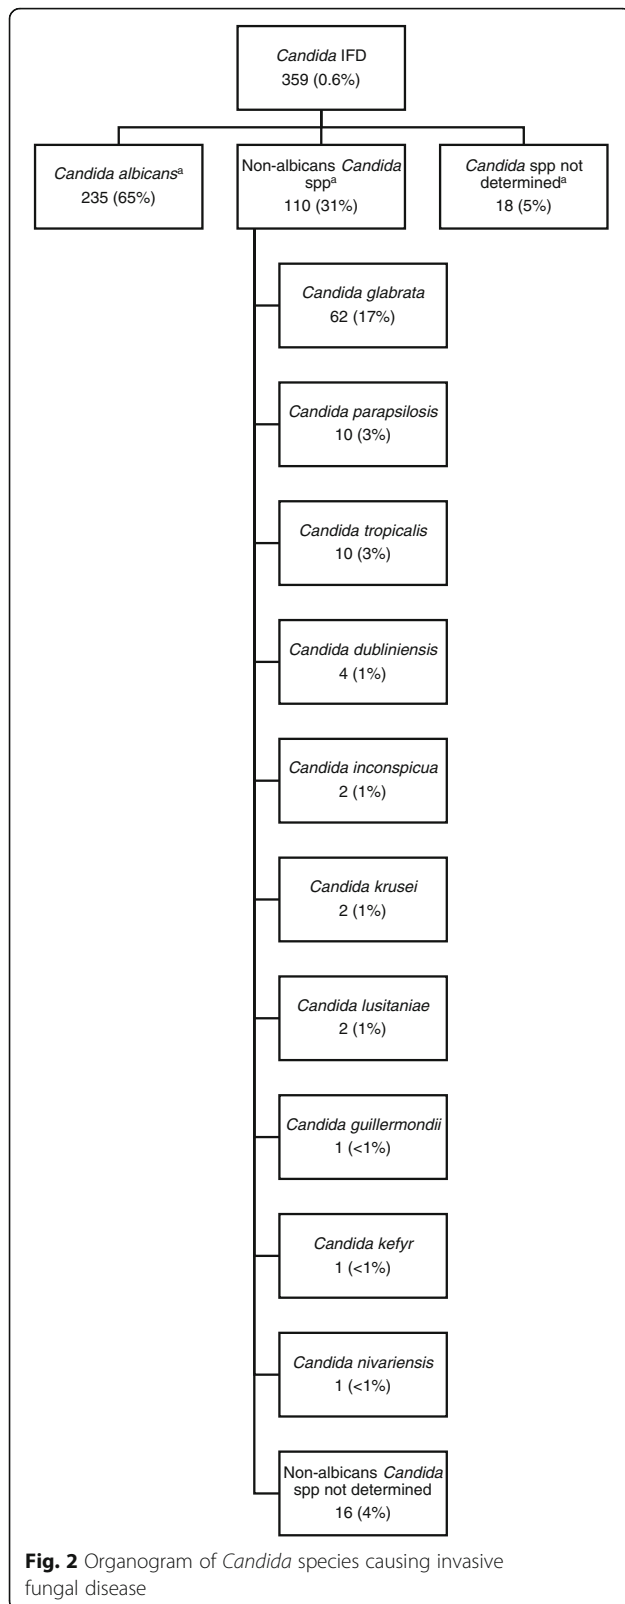 Candida IFD
359 (0.6%)
Candida albicansᵃ
235 (65%)
Non-albicans Candida
sppᵃ
110 (31%)
Candida spp not
determinedᵃ
18 (5%)
Candida glabrata
62 (17%)
Candida parapsilosis
10 (3%)
Candida tropicalis
10 (3%)
Candida dubliniensis
4 (1%)
Candida inconspicua
2 (1%)
Candida krusei
2 (1%)
Candida lusitaniae
2 (1%)
Candida guillermondii
1 (<1%)
Candida kefyr
1 (<1%)
Candida nivariensis
1 (<1%)
Non-albicans Candida
spp not determined
16 (4%)
Fig. 2 Organogram of Candida species causing invasive
fungal disease